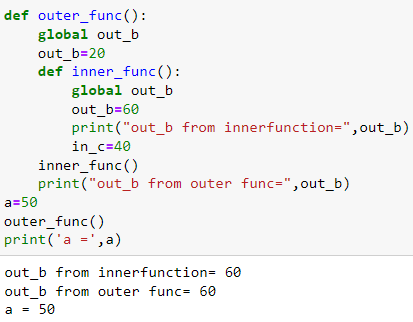 def outer_func():
    global out_b
    out_b=20
    def inner_func():
        global out_b
        out_b=60
        print("out_b from innerfunction=",out_b)
        in_c=40
    inner_func()
    print("out_b from outer func=",out_b)
a=50
outer_func()
print('a =',a)
out_b from innerfunction= 60
out_b from outer func= 60
a = 50